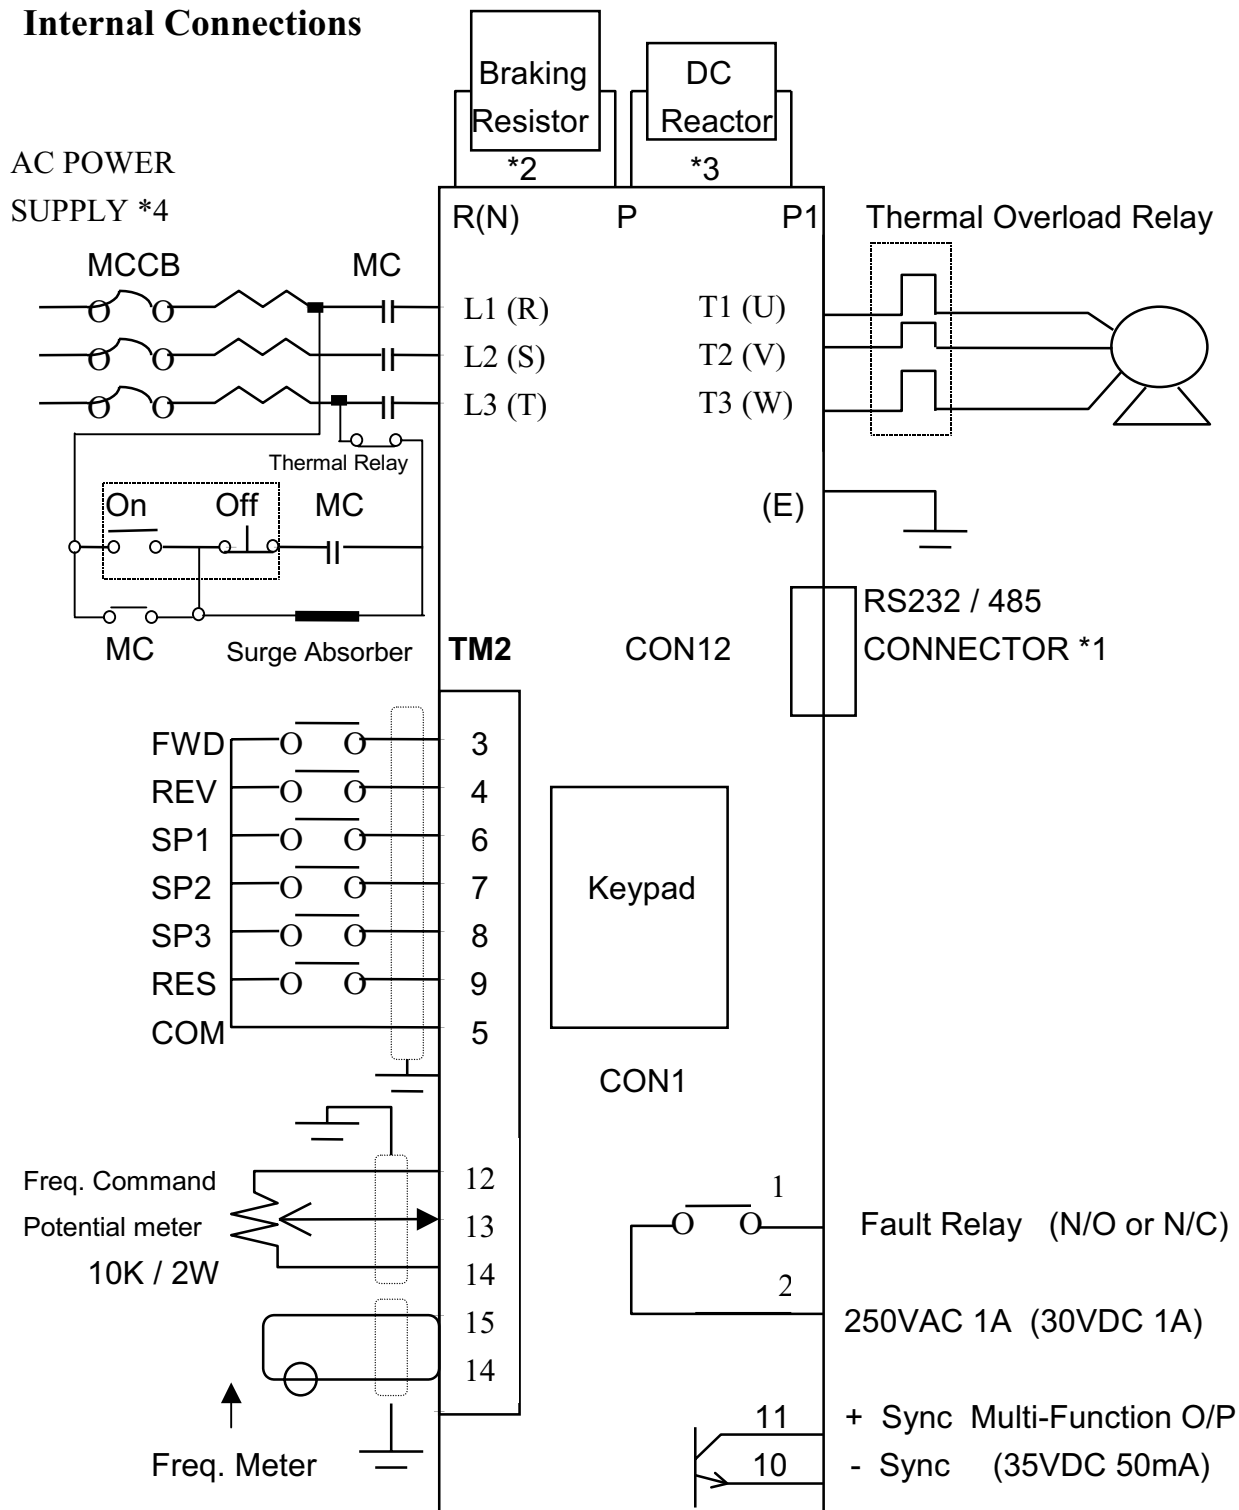 Internal Connections
Braking
Resistor
*2
DC
Reactor
*3
AC POWER
SUPPLY *4
R(N) P P1
Thermal Overload Relay
MCCB MC
L1 (R) T1 (U)
L2 (S) T2 (V)
L3 (T) T3 (W)
Thermal Relay
On Off MC
(E)
RS232 / 485
CONNECTOR *1
MC Surge Absorber TM2 CON12
FWD 3
REV 4
SP1 6
SP2 7
SP3 8
RES 9
COM 5
Keypad
CON1
Freq. Command 12
Potential meter 13
10K / 2W 14
15
14
Freq. Meter
1
Fault Relay (N/O or N/C)
2
250VAC 1A (30VDC 1A)
11 + Sync Multi-Function O/P
10 - Sync (35VDC 50mA)